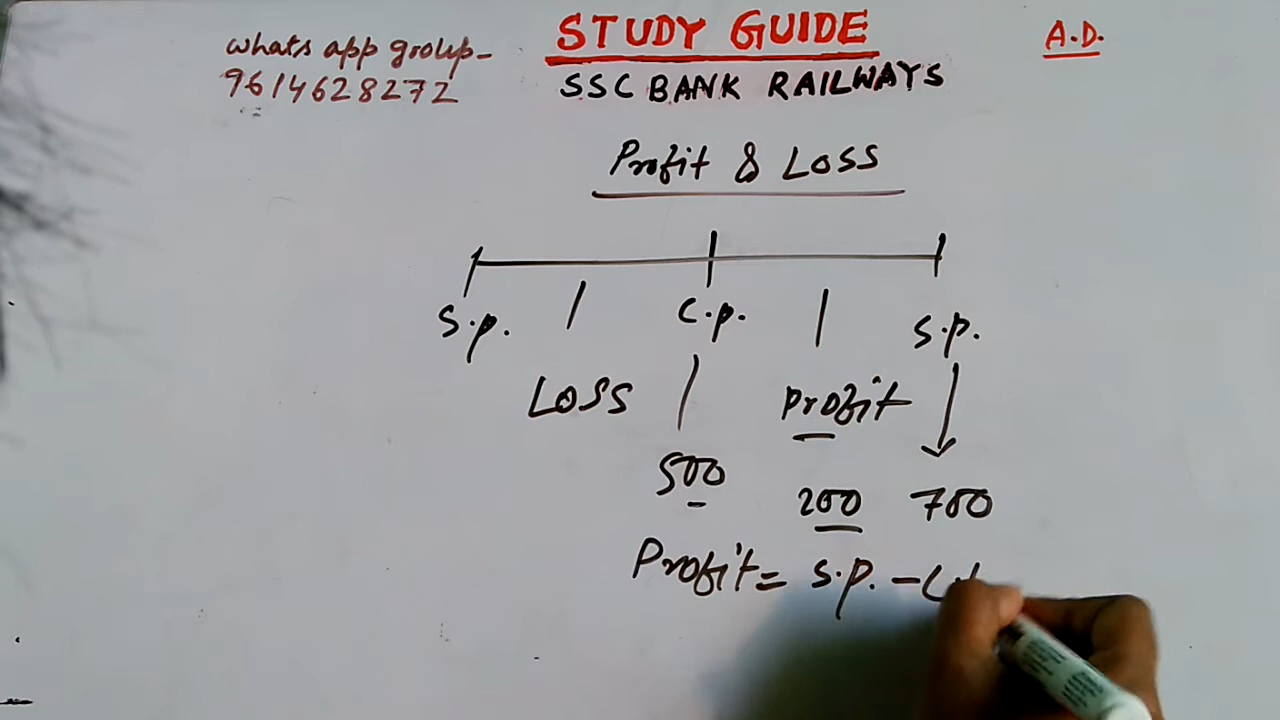 STUDY GUIDE
A.D.
whats app group-
9614628272
SSC BANK RAILWAYS
Profit & LOSS
S.p. C.p. S.p.
LOSS Profit
500 200 700
Profit = S.p. -